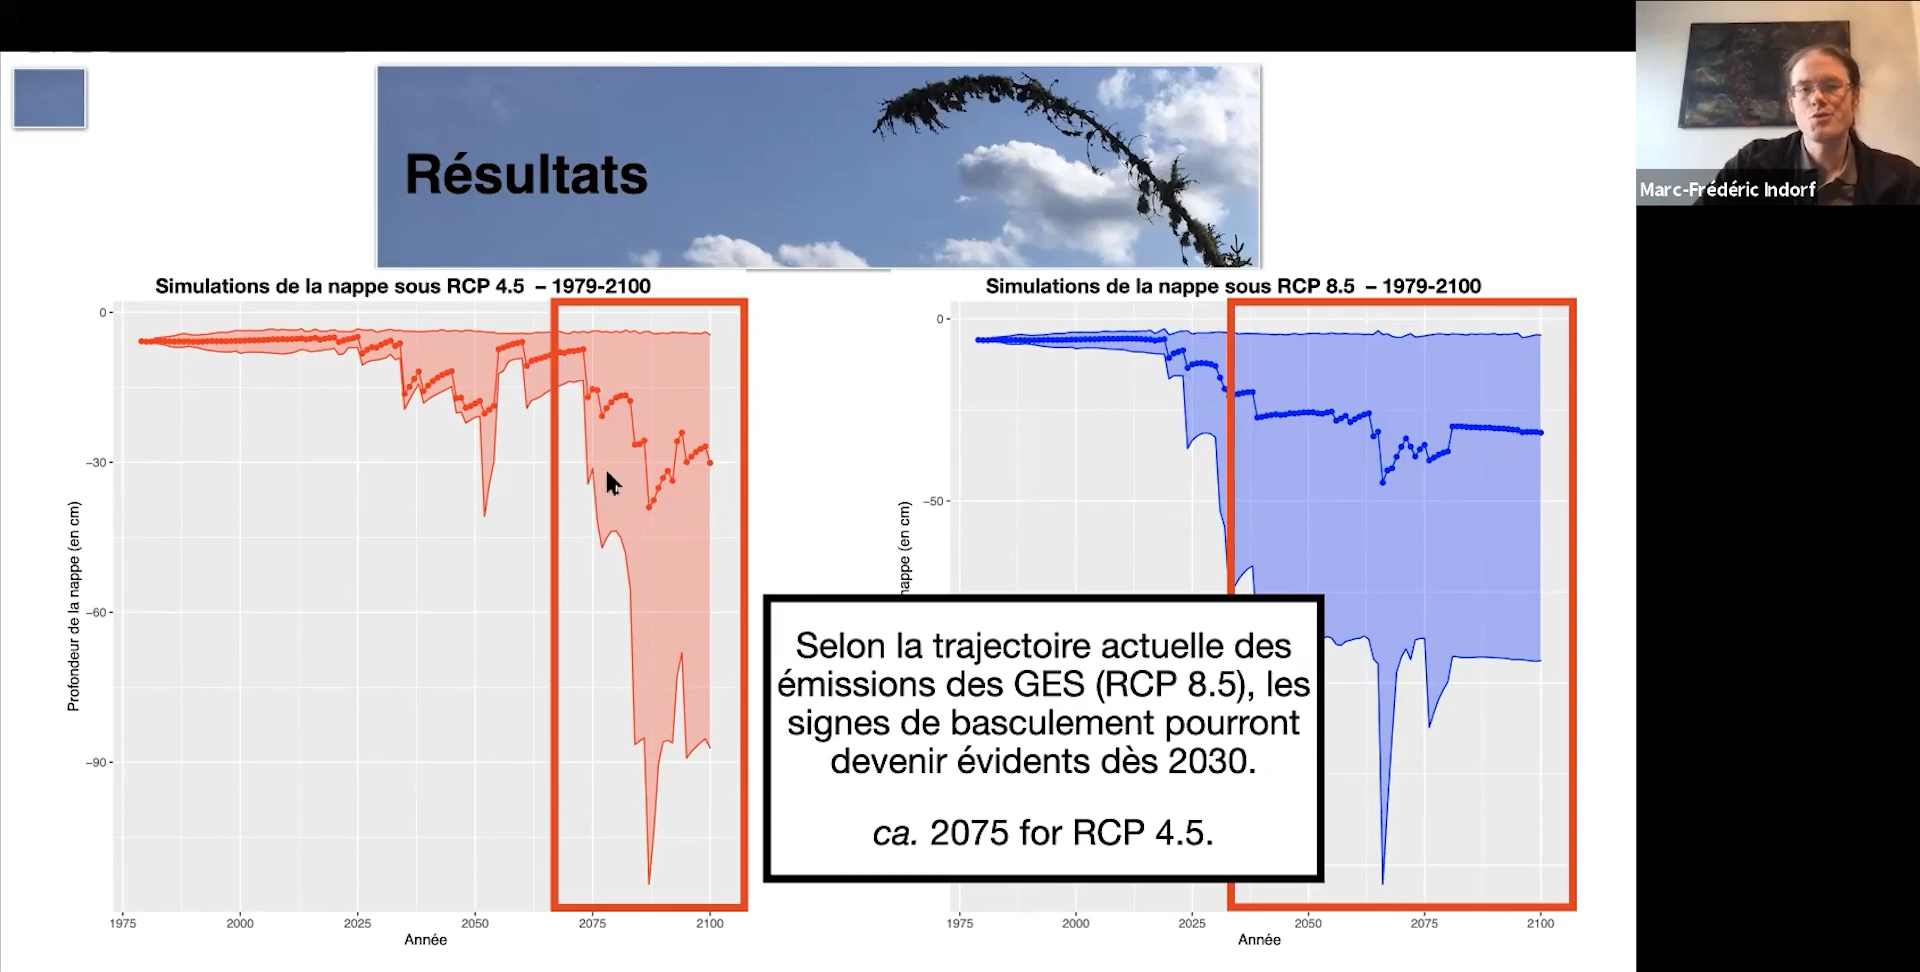 Marc-Frédéric Indorf
Résultats
Simulations de la nappe sous RCP 4.5 – 1979-2100
0
−30
−60
−90
Profondeur de la nappe (en cm)
1975 2000 2025 2050 2075 2100
Année
Simulations de la nappe sous RCP 8.5 – 1979-2100
0
−50
nappe (en cm)
1975 2000 2025 2050 2075 2100
Année
Selon la trajectoire actuelle des
émissions des GES (RCP 8.5), les
signes de basculement pourront
devenir évidents dès 2030.
ca. 2075 for RCP 4.5.